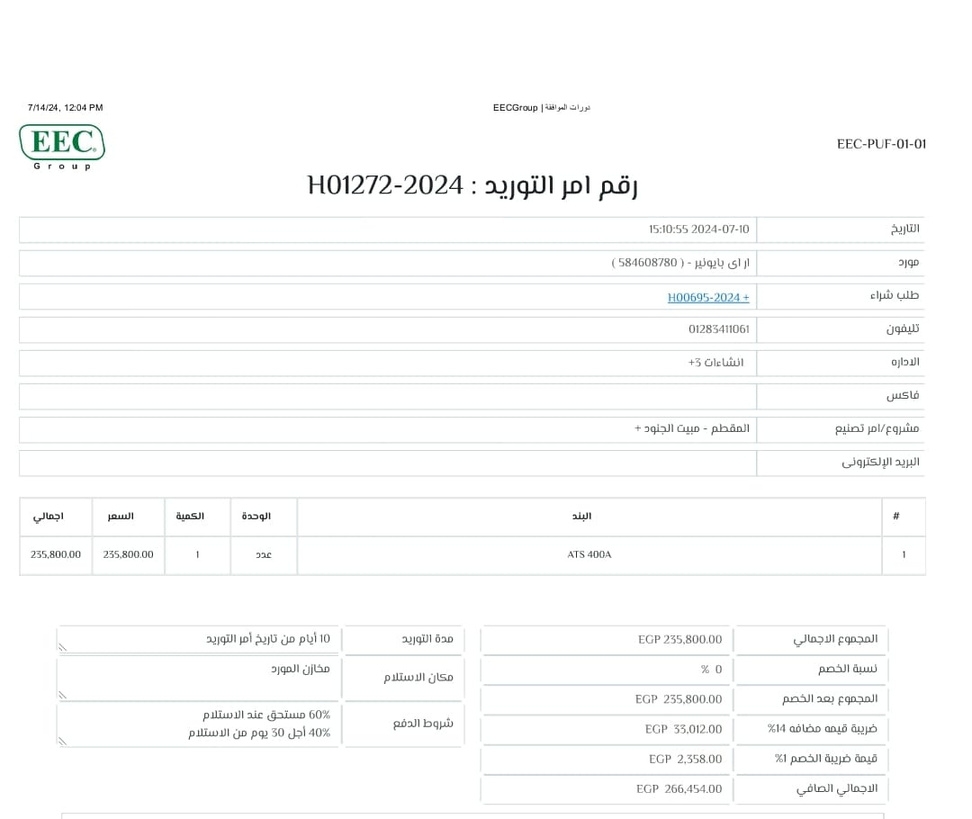 7/14/24, 12:04 PM
دورات الموافقة | EECGroup
EEC
Group
EEC-PUF-01-01
رقم امر التوريد : H01272-2024
التاريخ 2024-07-10 15:10:55
مورد ار اى بايونير - ( 584608780 )
طلب شراء + H00695-2024
تليفون 01283411061
الاداره انشاءات 3+
فاكس
مشروع/امر تصنيع المقطم - مبيت الجنود +
البريد الإلكترونى
# البند الوحدة الكمية السعر اجمالي
1 ATS 400A عدد 1 235,800.00 235,800.00
المجموع الاجمالي EGP 235,800.00
نسبة الخصم 0 %
المجموع بعد الخصم EGP 235,800.00
ضريبة قيمه مضافه 14% EGP 33,012.00
قيمة ضريبة الخصم 1% EGP 2,358.00
الاجمالي الصافي EGP 266,454.00
مدة التوريد 10 أيام من تاريخ أمر التوريد
مكان الاستلام مخازن المورد
شروط الدفع 60% مستحق عند الاستلام
40% أجل 30 يوم من الاستلام